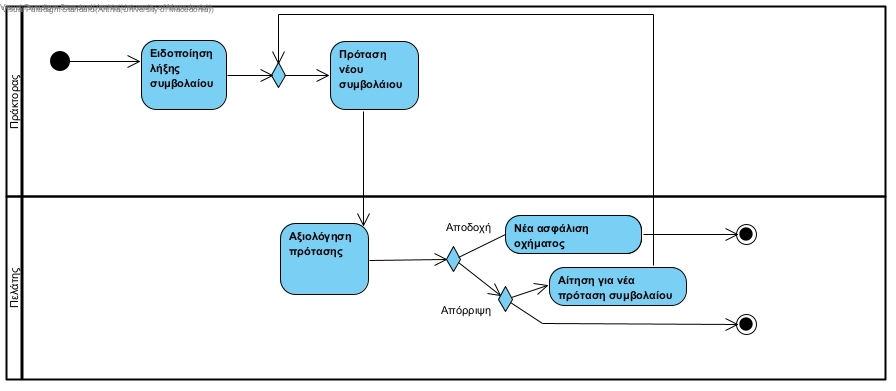 Πράκτορας
Ειδοποίηση
λήξης
συμβολαίου
Πρόταση
νέου
συμβολάιου
Πελάτης
Αξιολόγηση
πρότασης
Αποδοχή
Νέα ασφάλιση
οχήματος
Απόρριψη
Αίτηση για νέα
πρόταση συμβολαίου